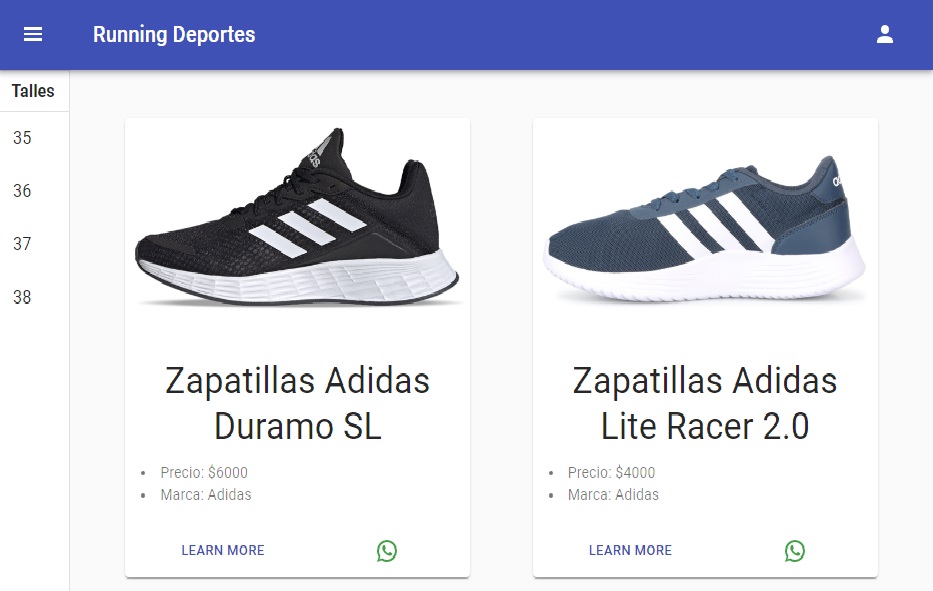 Running Deportes
Talles
35
36
37
38
adidas
Zapatillas Adidas
Duramo SL
• Precio: $6000
• Marca: Adidas
LEARN MORE
Zapatillas Adidas
Lite Racer 2.0
• Precio: $4000
• Marca: Adidas
LEARN MORE